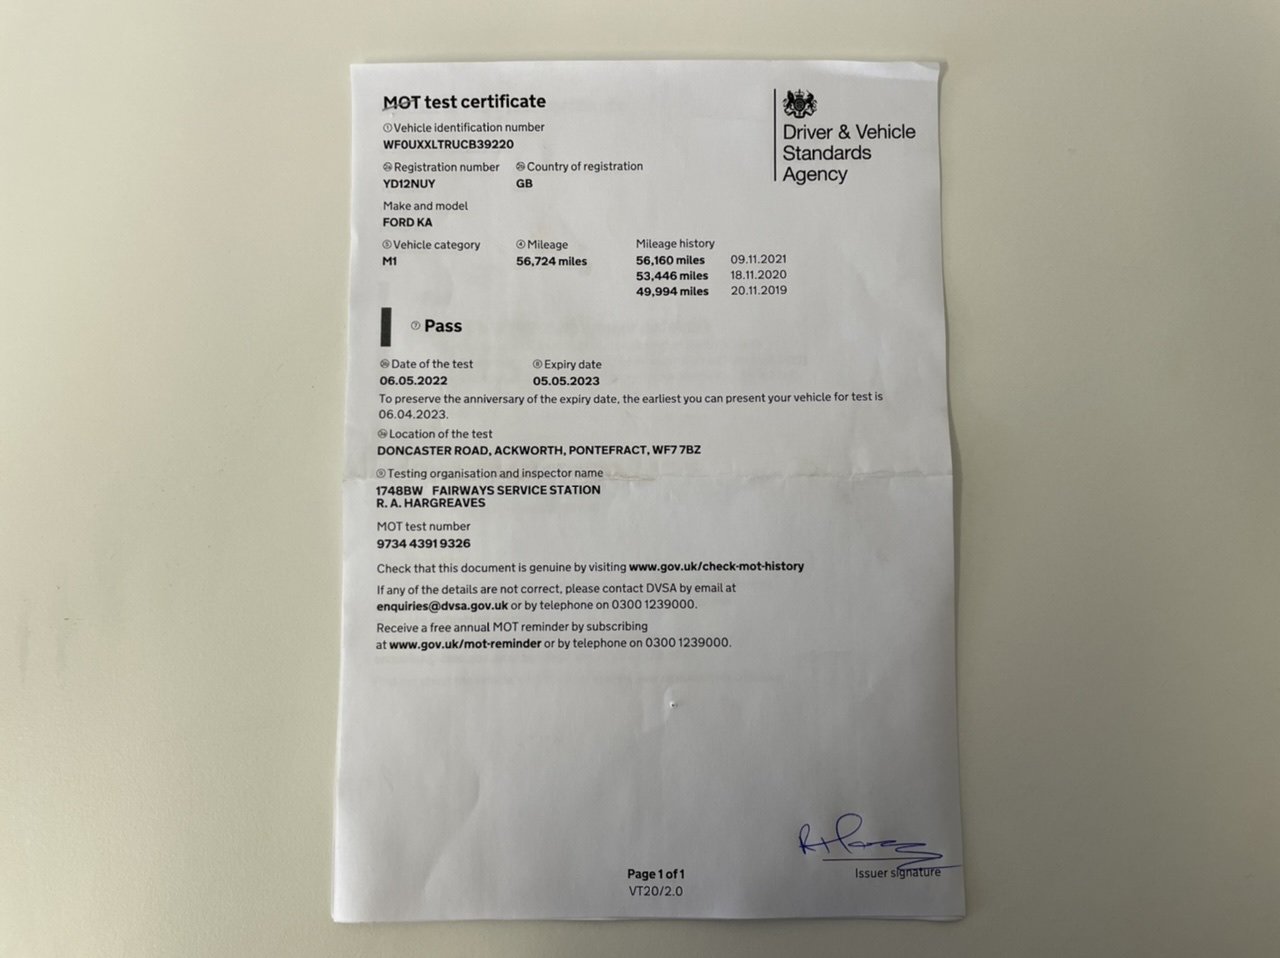 MOT test certificate
Driver & Vehicle
Standards
Agency
1 Vehicle identification number
WF0UXXLTRUCB39220
2a Registration number 2b Country of registration
YD12NUY GB
Make and model
FORD KA
5 Vehicle category 4 Mileage Mileage history
M1 56,724 miles 56,160 miles 09.11.2021
53,446 miles 18.11.2020
49,994 miles 20.11.2019
7 Pass
Date of the test 8 Expiry date
06.05.2022 05.05.2023
To preserve the anniversary of the expiry date, the earliest you can present your vehicle for test is
06.04.2023.
Location of the test
DONCASTER ROAD, ACKWORTH, PONTEFRACT, WF7 7BZ
9 Testing organisation and inspector name
1748BW FAIRWAYS SERVICE STATION
R. A. HARGREAVES
MOT test number
9734 4391 9326
Check that this document is genuine by visiting www.gov.uk/check-mot-history
If any of the details are not correct, please contact DVSA by email at
enquiries@dvsa.gov.uk or by telephone on 0300 1239000.
Receive a free annual MOT reminder by subscribing
at www.gov.uk/mot-reminder or by telephone on 0300 1239000.
Issuer signature
Page 1 of 1
VT20/2.0